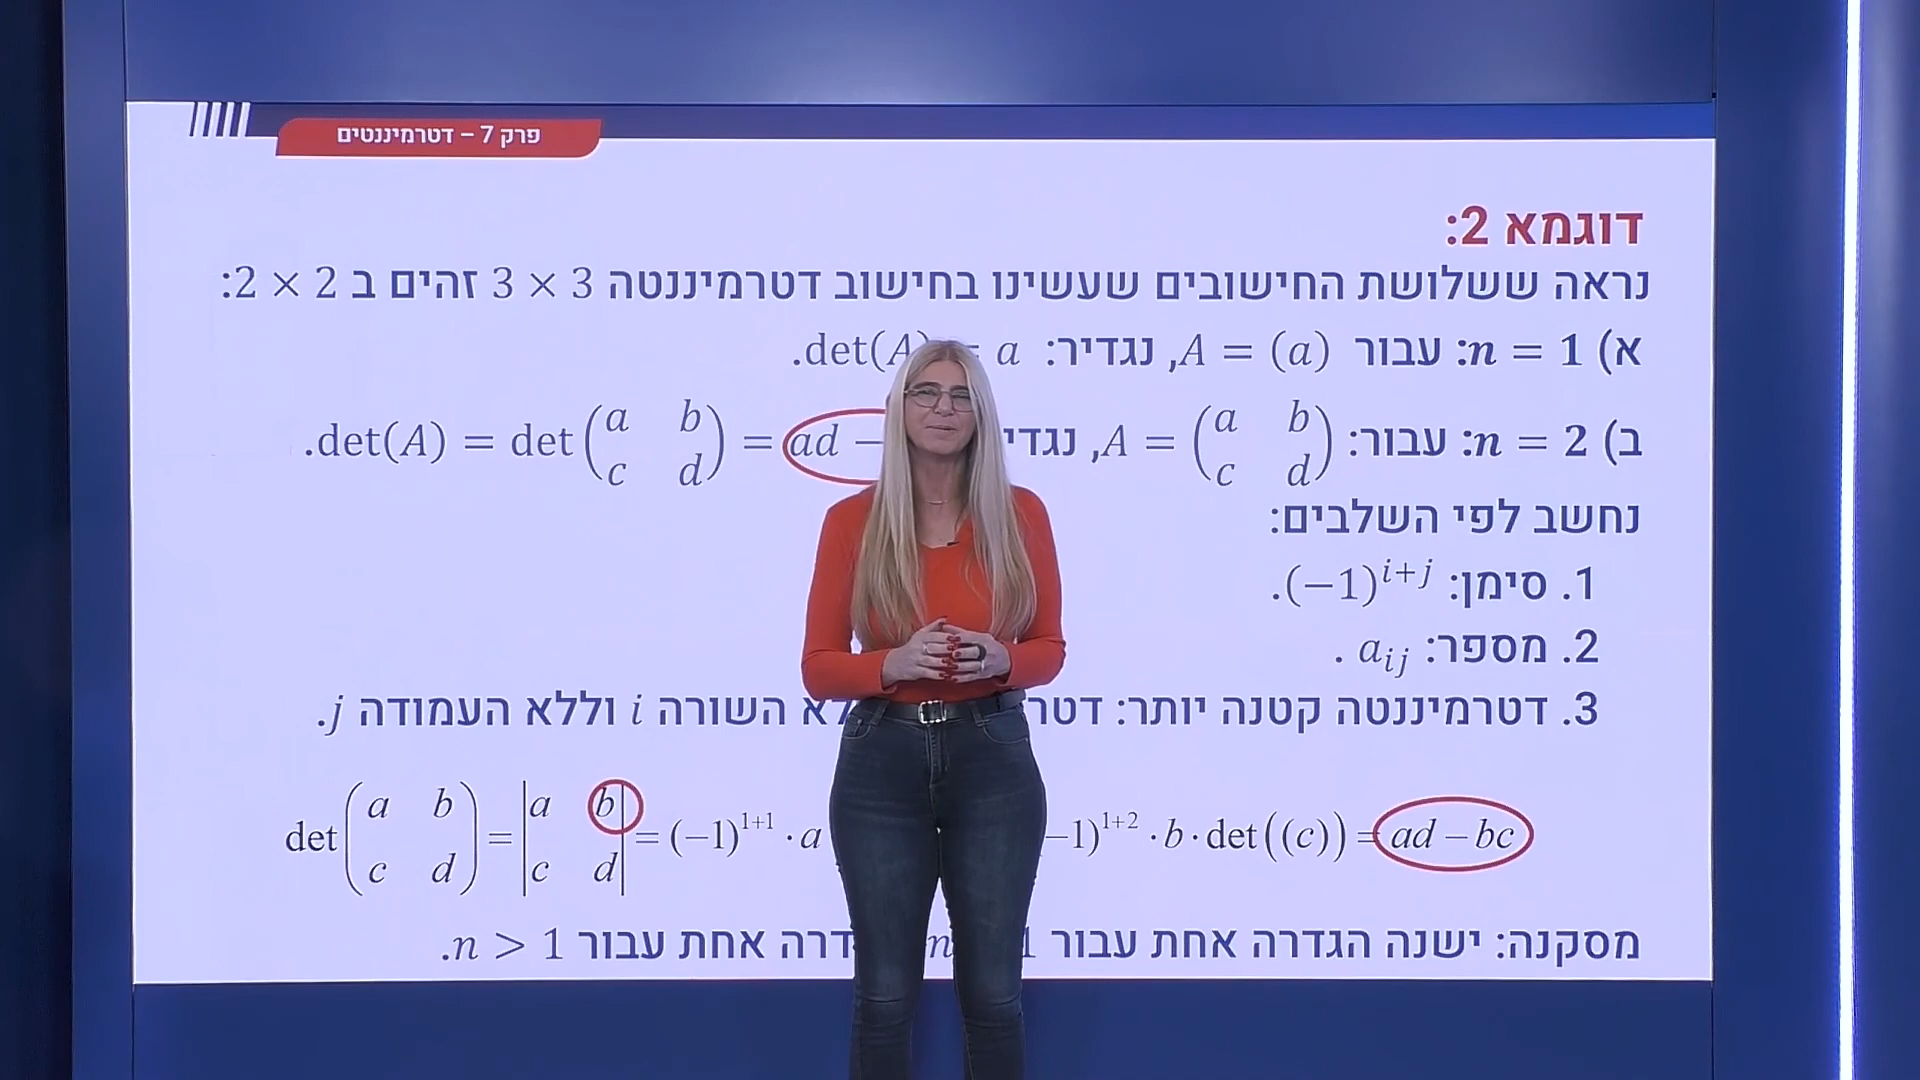 פרק 7 – דטרמיננטים
דוגמא 2:
נראה ששלושת החישובים שעשינו בחישוב דטרמיננטה 3 × 3 זהים ב 2 × 2:
א) n = 1: עבור A = (a), נגדיר: det(A) = a.
ב) n = 2: עבור: A = (a b c d), det(A) = det(a b c d) = ad −.
נחשב לפי השלבים:
1. סימן: (−1)^{i+j}.
2. מספר: a_{ij} .
3. דטרמיננטה קטנה יותר: השורה i וללא העמודה j.
det(a b c d) = |a b c d| = (−1)^{1+1} · a −1)^{1+2} · b · det((c)) = ad − bc
מסקנה: ישנה הגדרה אחת עבור n 1 אחת עבור n > 1.